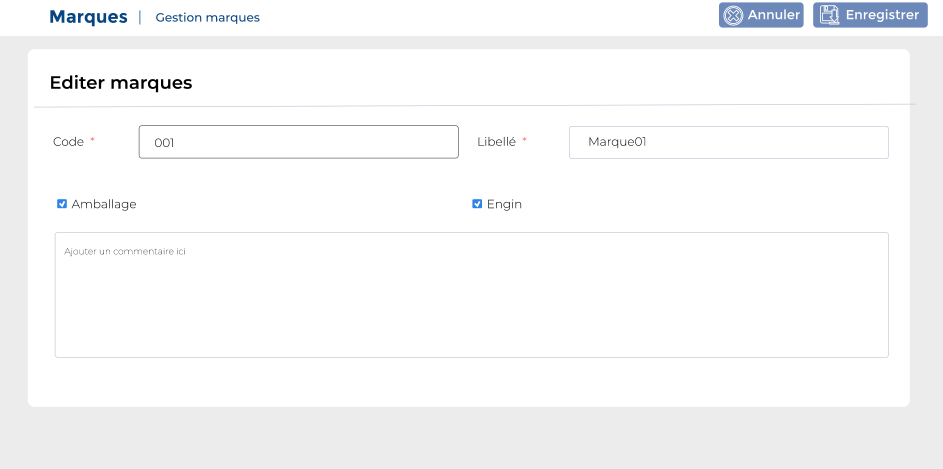 Marques | Gestion marques Annuler Enregistrer
Editer marques
Code * 001 Libellé * Marque01
Amballage Engin
Ajouter un commentaire ici